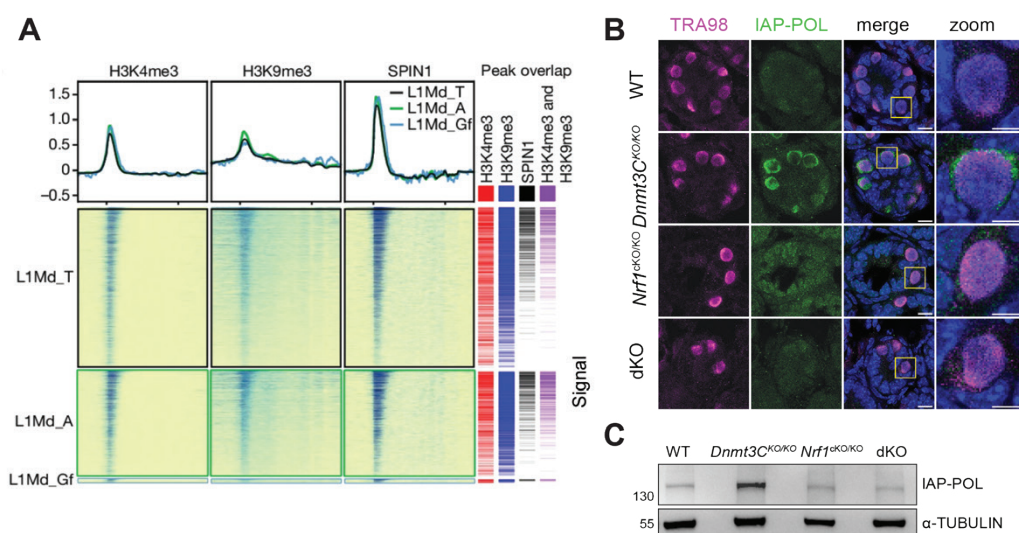 A
H3K4me3 H3K9me3 SPIN1 Peak overlap
1.5
1.0
0.5
0
−0.5
L1Md_T
L1Md_A
L1Md_Gf
H3K4me3
H3K9me3
SPIN1
H3K4me3 and
H3K9me3
L1Md_T
L1Md_A
L1Md_Gf
Signal
B
TRA98 IAP-POL merge zoom
WT
Dnmt3C^KO/KO
Nrf1^cKO/KO
dKO
C
WT Dnmt3C^KO/KO Nrf1^cKO/KO dKO
130
IAP-POL
55
α-TUBULIN